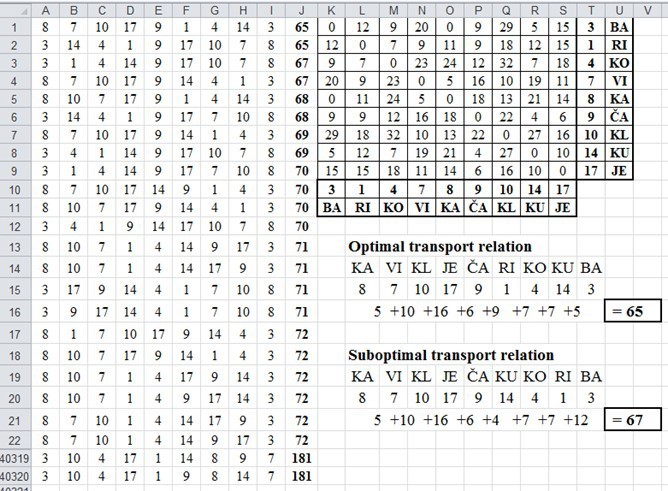 A B C D E F G H I J K L M N O P Q R S T U V
1 8 7 10 17 9 1 4 14 3 65 0 12 9 20 0 9 29 5 15 3 BA
2 3 14 4 1 9 17 10 7 8 65 12 0 7 9 11 9 18 12 15 1 RI
3 3 1 4 14 9 17 10 7 8 67 9 7 0 23 24 12 32 7 18 4 KO
4 8 7 10 17 9 14 4 1 3 67 20 9 23 0 5 16 10 19 11 7 VI
5 8 10 7 17 9 1 4 14 3 68 0 11 24 5 0 18 13 21 14 8 KA
6 3 14 4 1 9 17 7 10 8 68 9 9 12 16 18 0 22 4 6 9 ČA
7 8 7 10 17 9 14 1 4 3 69 29 18 32 10 13 22 0 27 16 10 KL
8 3 4 1 14 9 17 10 7 8 69 5 12 7 19 21 4 27 0 10 14 KU
9 3 1 4 14 9 17 7 10 8 70 15 15 18 11 14 6 16 10 0 17 JE
10 8 7 10 17 14 9 1 4 3 70 3 1 4 7 8 9 10 14 17
11 8 10 7 17 9 14 4 1 3 70 BA RI KO VI KA ČA KL KU JE
12 3 4 1 9 14 17 10 7 8 70
13 8 10 7 1 4 14 9 17 3 71 Optimal transport relation
14 8 10 7 1 4 14 17 9 3 71 KA VI KL JE ČA RI KO KU BA
15 3 17 9 14 4 1 7 10 8 71 8 7 10 17 9 1 4 14 3
16 3 9 17 14 4 1 7 10 8 71 5 +10 +16 +6 +9 +7 +7 +5 = 65
17 8 1 7 10 17 9 14 4 3 72
18 8 10 7 17 9 14 1 4 3 72 Suboptimal transport relation
19 8 10 7 1 4 17 9 14 3 72 KA VI KL JE ČA KU KO RI BA
20 8 10 7 1 4 9 17 14 3 72 8 7 10 17 9 14 4 1 3
21 8 7 10 1 4 14 17 9 3 72 5 +10 +16 +6 +4 +7 +7 +12 = 67
22 8 7 10 1 4 14 9 17 3 72
40319 3 10 4 17 1 14 8 9 7 181
40320 3 10 4 17 1 9 8 14 7 181